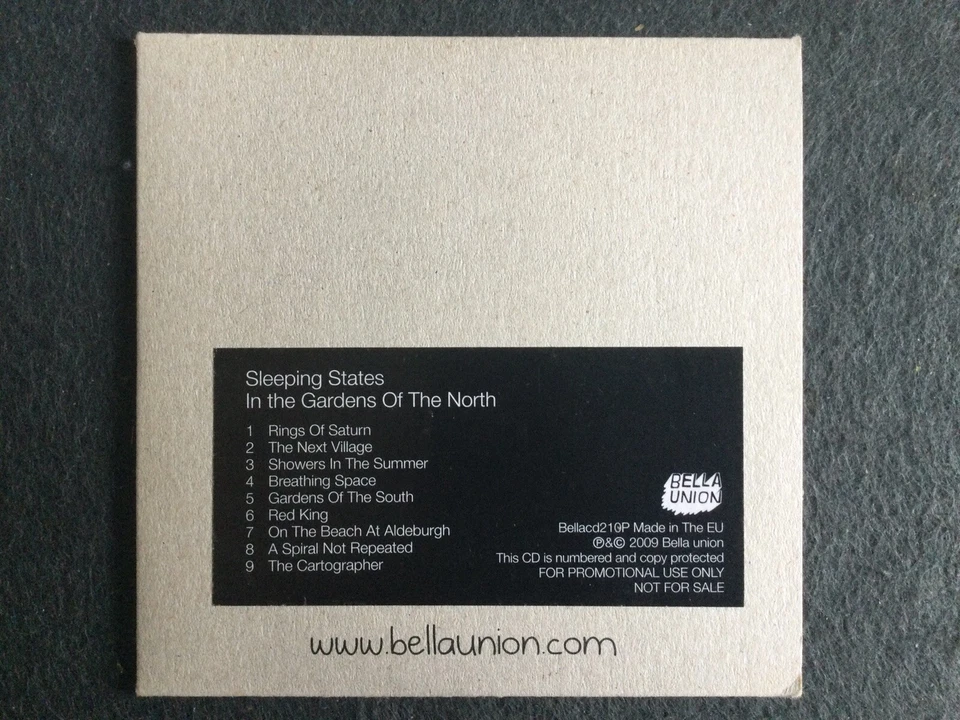 Sleeping States
In the Gardens Of The North
1 Rings Of Saturn
2 The Next Village
3 Showers In The Summer
4 Breathing Space
5 Gardens Of The South
6 Red King
7 On The Beach At Aldeburgh
8 A Spiral Not Repeated
9 The Cartographer
BELLA
UNION
Bellacd210P Made in The EU
℗&© 2009 Bella union
This CD is numbered and copy protected
FOR PROMOTIONAL USE ONLY
NOT FOR SALE
www.bellaunion.com